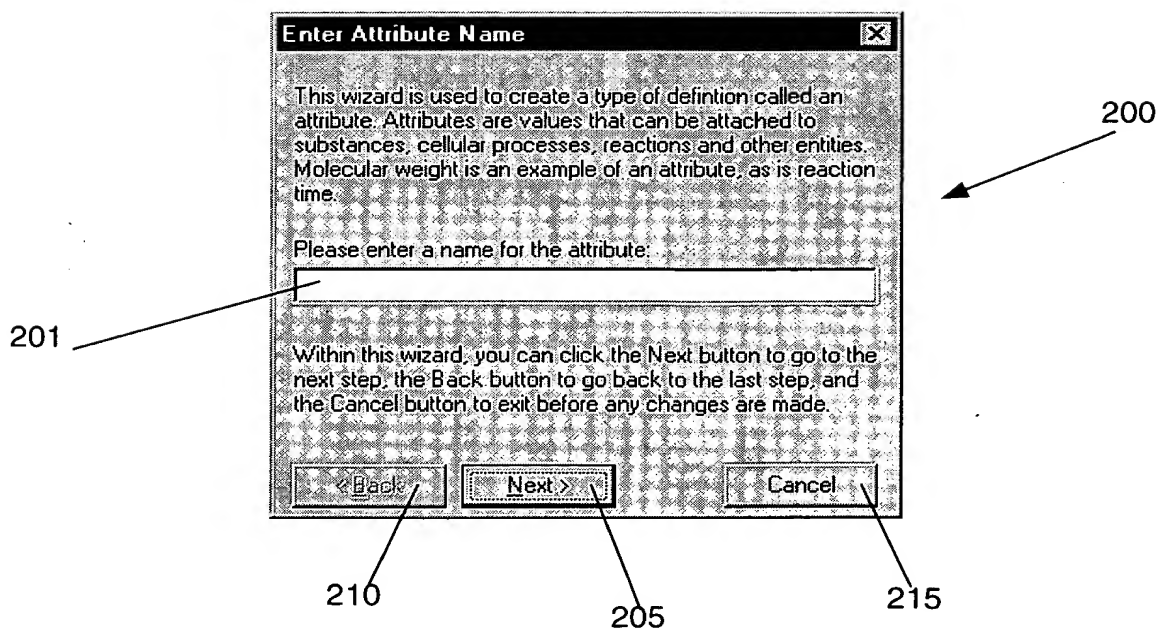 Enter Attribute Name
This wizard is used to create a type of defintion called an
attribute. Attributes are values that can be attached to
substances, cellular processes, reactions and other entities.
Molecular weight is an example of an attribute, as is reaction
time.
200
Please enter a name for the attribute:
201
Within this wizard, you can click the Next button to go to the
next step, the Back button to go back to the last step, and
the Cancel button to exit before any changes are made.
< Back
Next >
Cancel
210
205
215